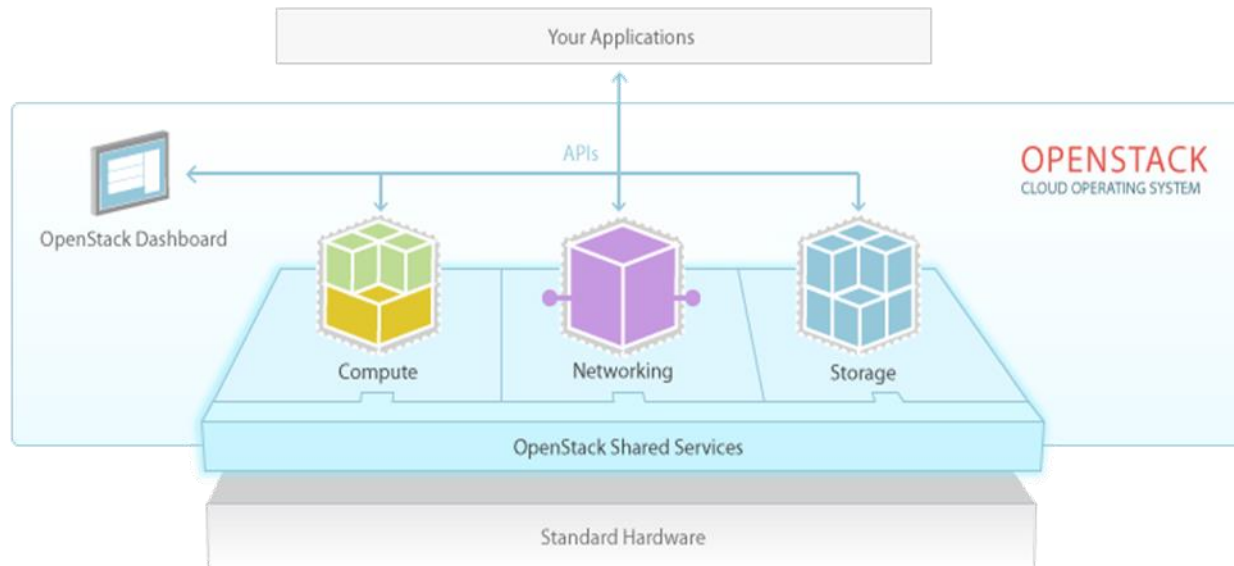 Your Applications
APIs
OPENSTACK
CLOUD OPERATING SYSTEM
OpenStack Dashboard
Compute
Networking
Storage
OpenStack Shared Services
Standard Hardware